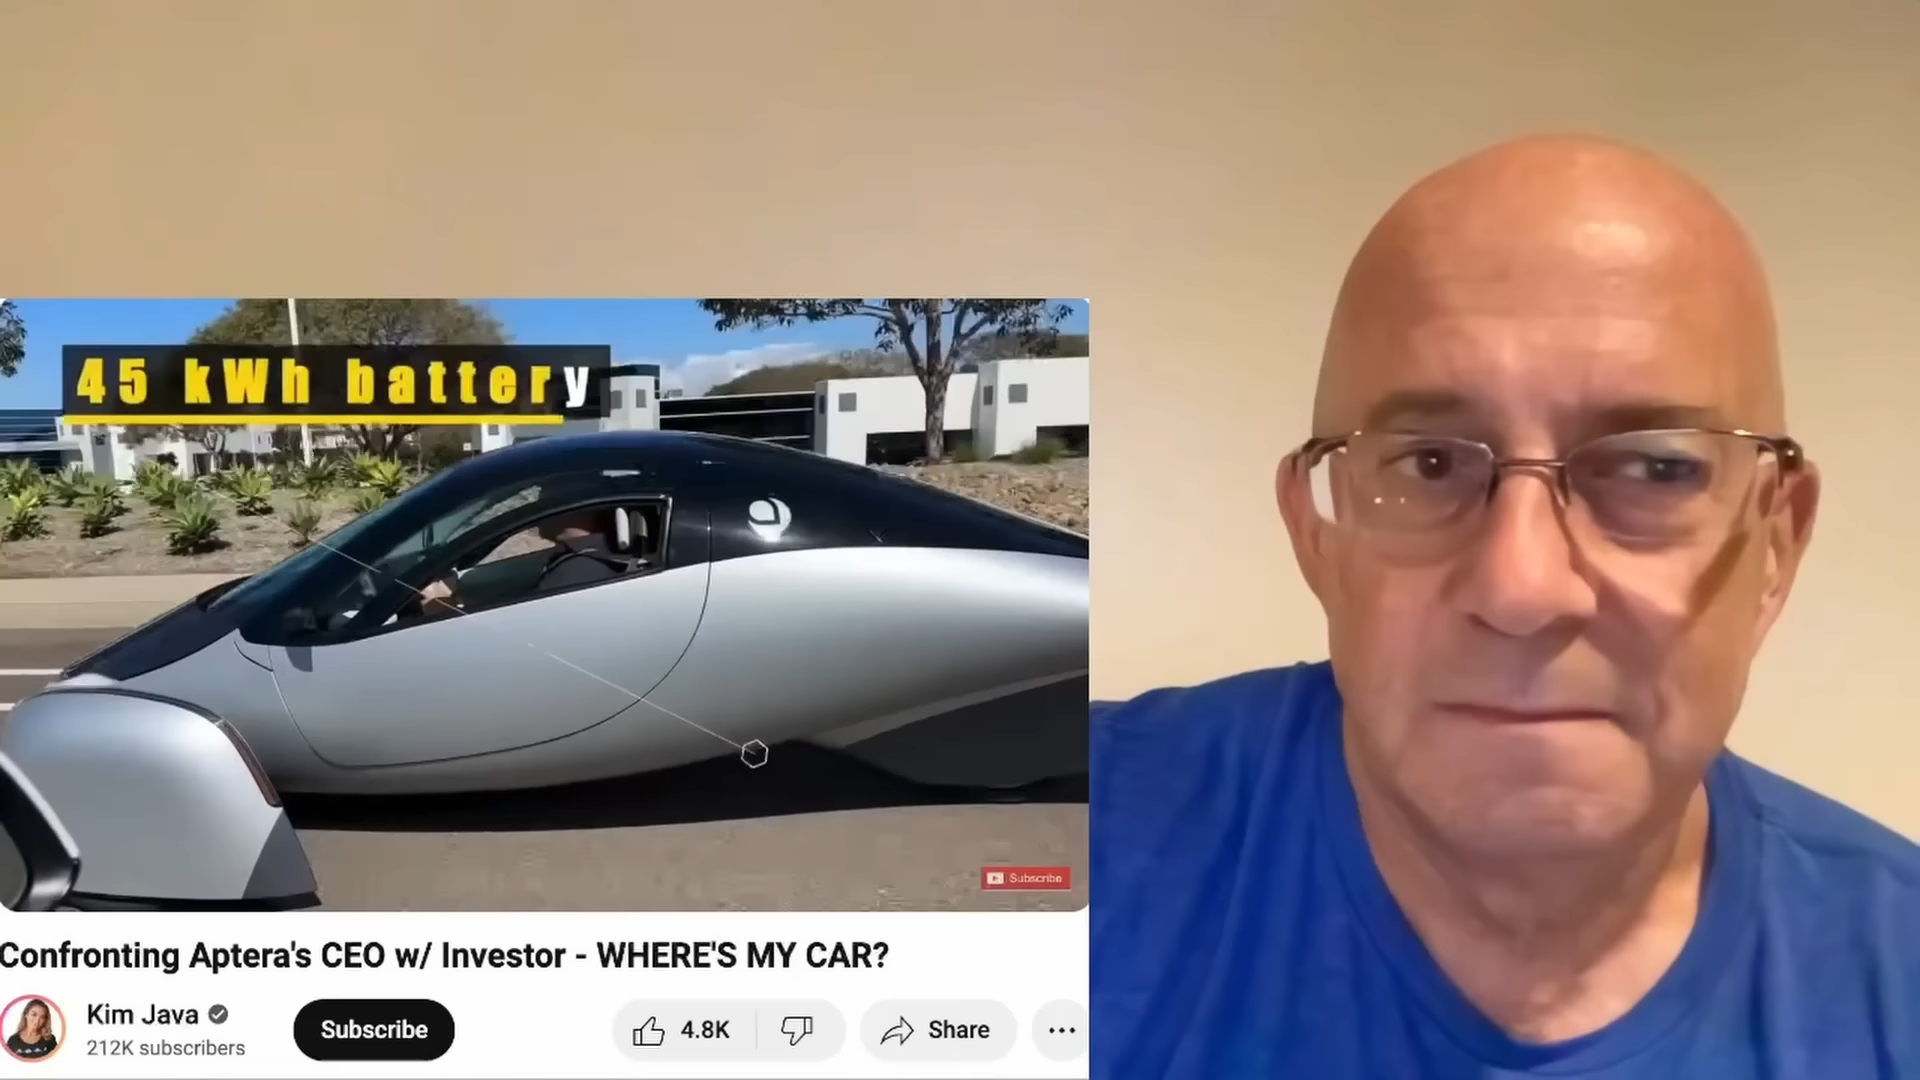 45 kWh battery
Subscribe
Confronting Aptera's CEO w/ Investor - WHERE'S MY CAR?
Kim Java
212K subscribers
Subscribe
4.8K
Share